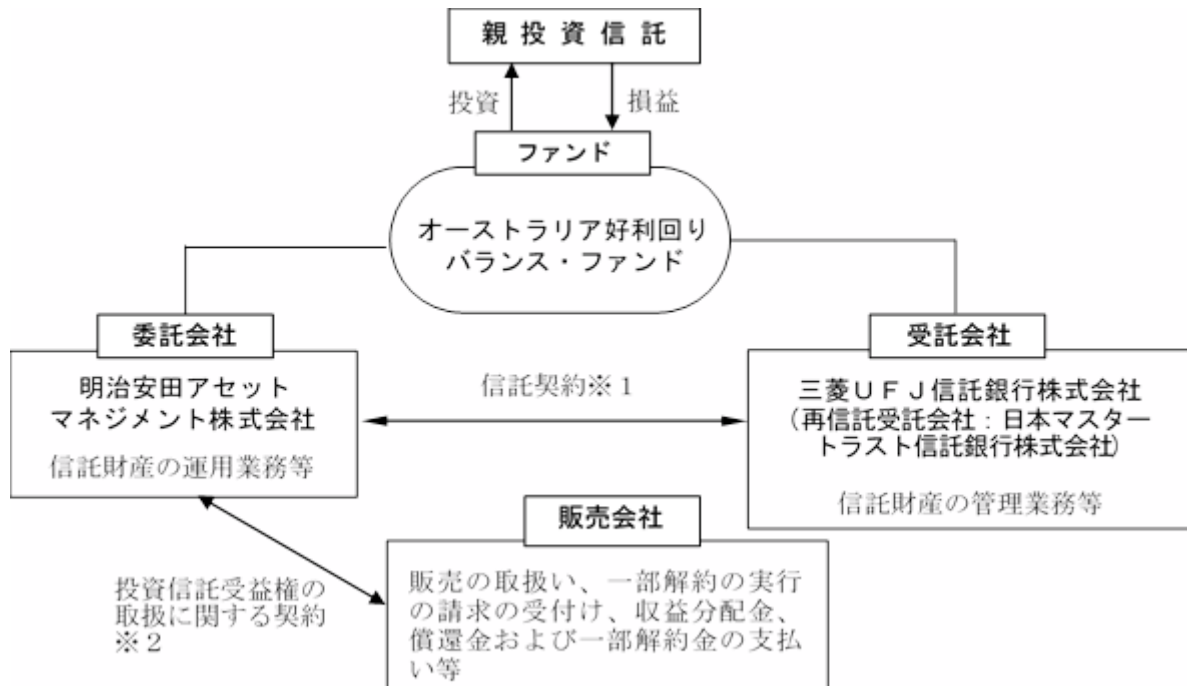 親投資信託
投資
損益
ファンド
オーストラリア好利回り
バランス・ファンド
委託会社
明治安田アセット
マネジメント株式会社
信託財産の運用業務等
信託契約※１
受託会社
三菱ＵＦＪ信託銀行株式会社
(再信託受託会社：日本マスター
トラスト信託銀行株式会社)
信託財産の管理業務等
投資信託受益権の
取扱に関する契約
※２
販売会社
販売の取扱い、一部解約の実行
の請求の受付け、収益分配金、
償還金および一部解約金の支払
い等